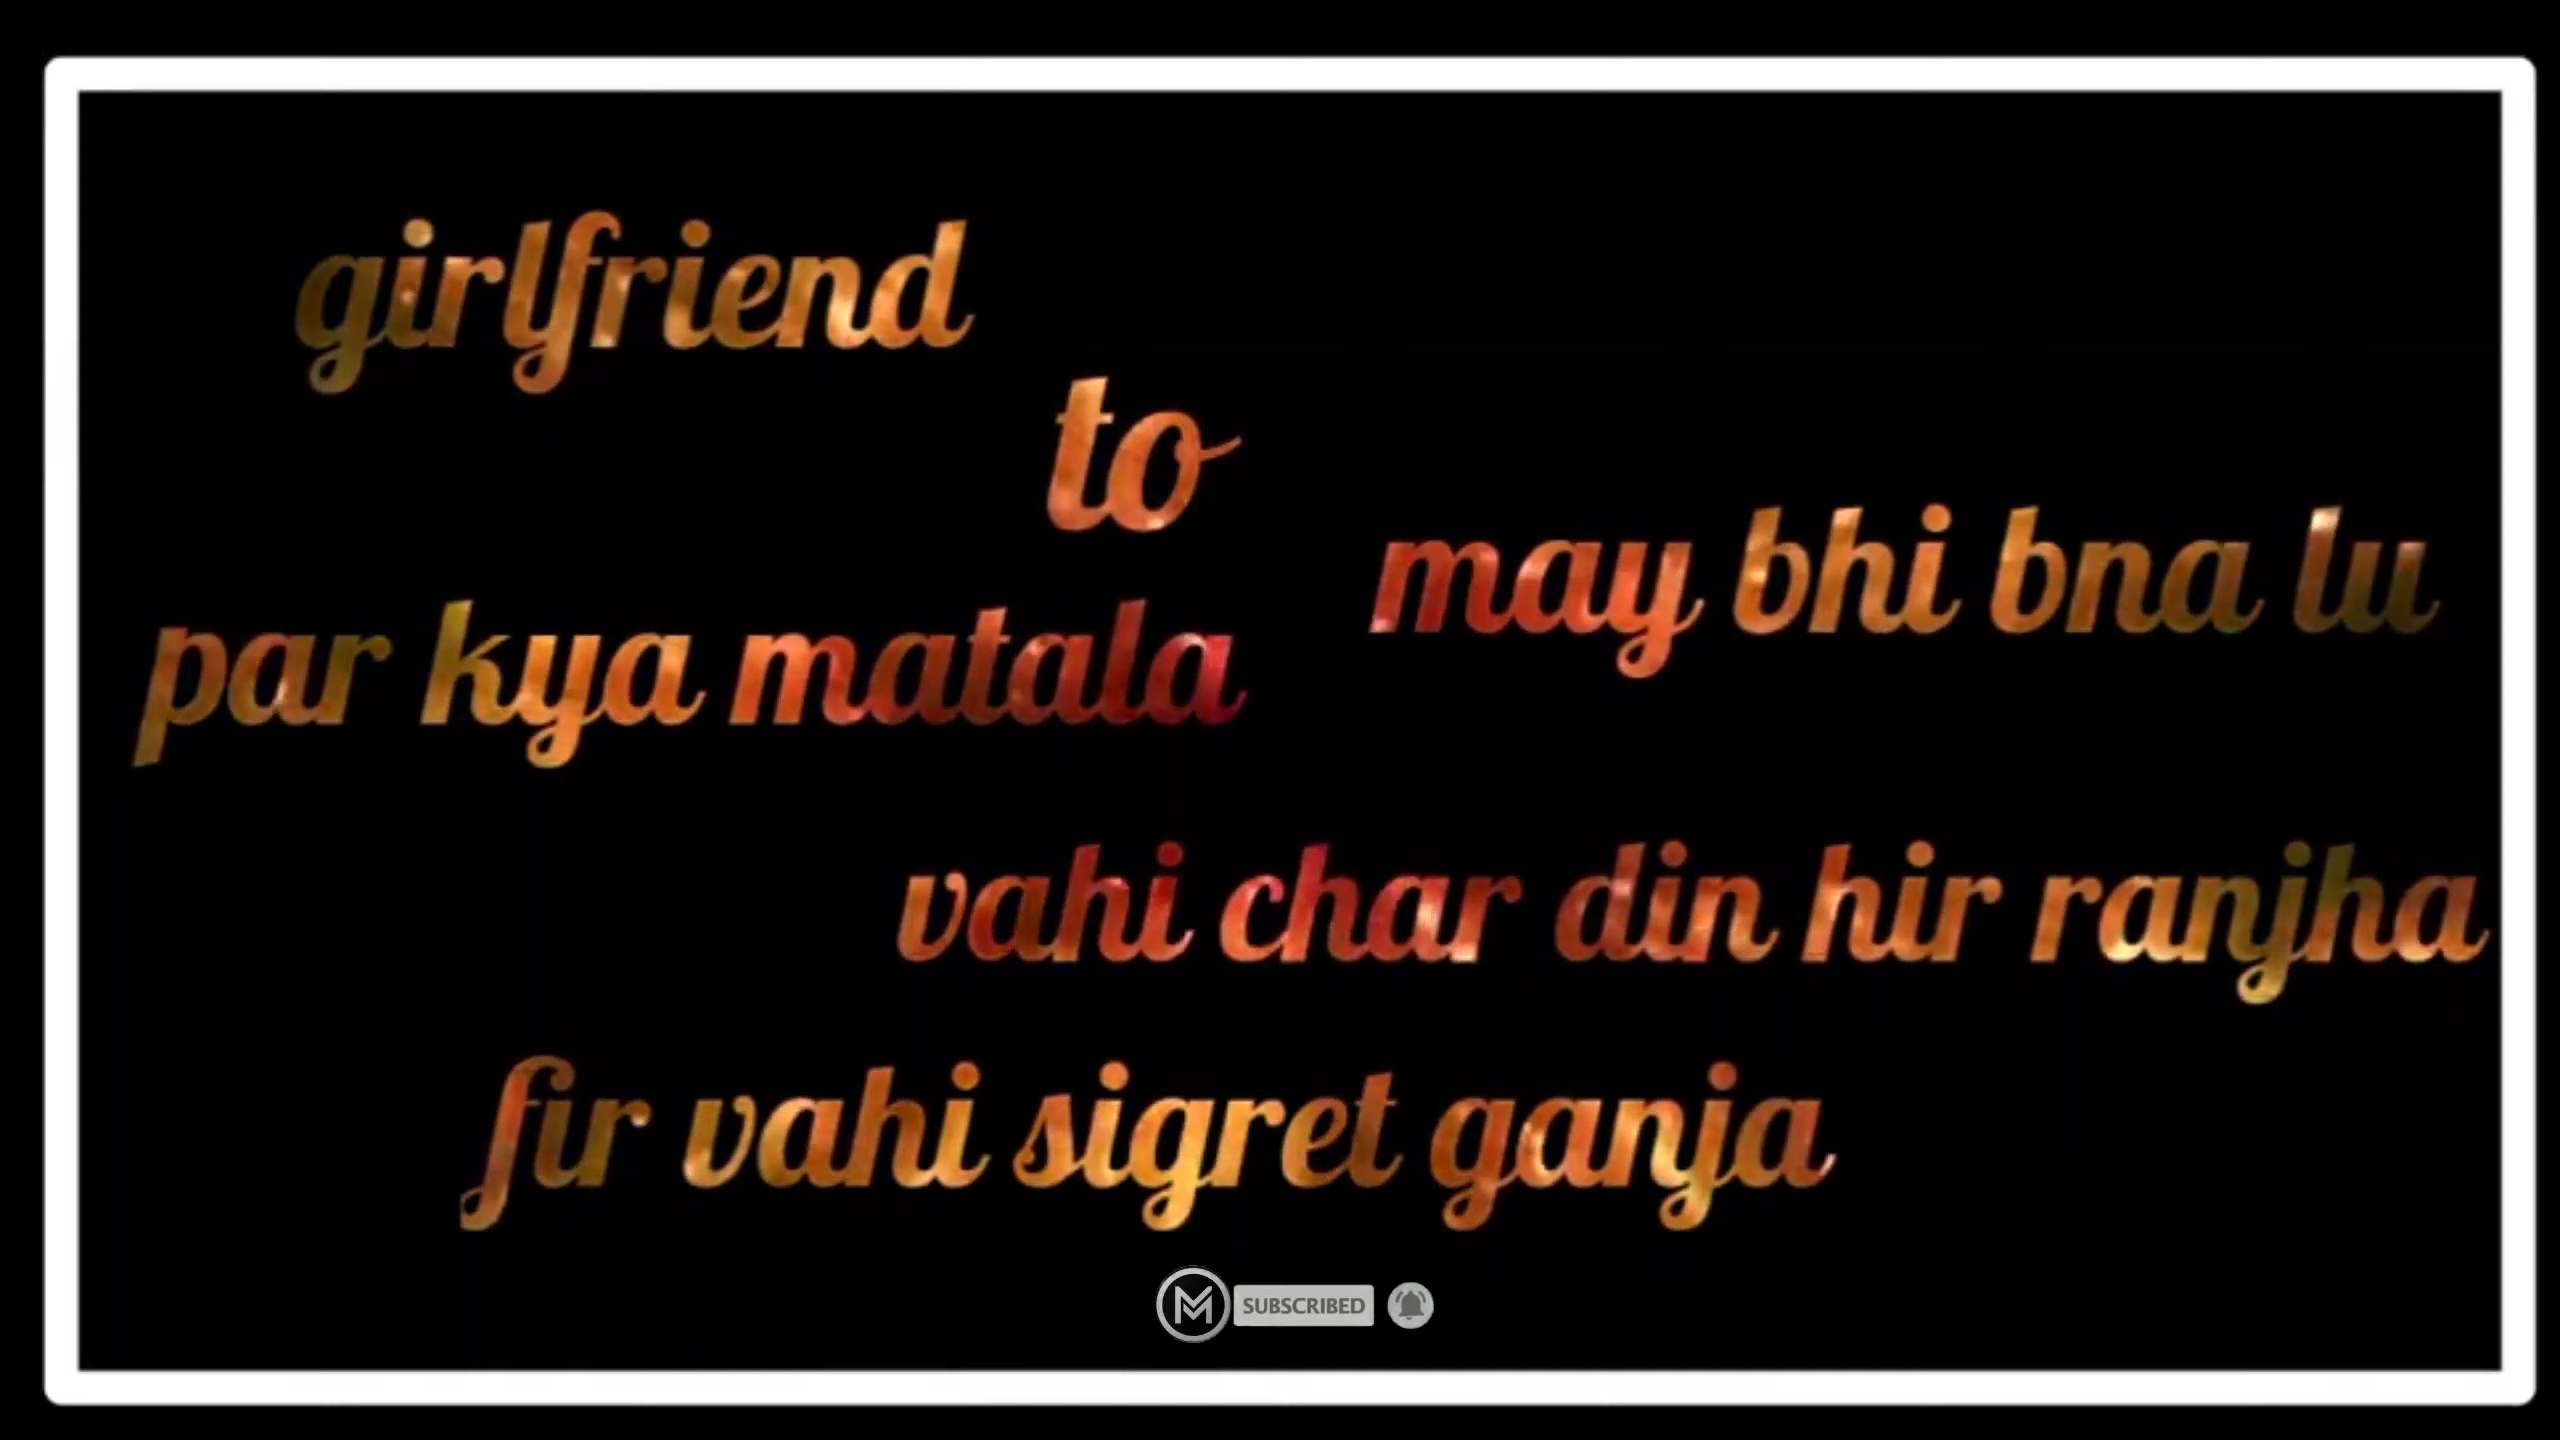 girlfriend
to
may bhi bna lu
par kya matala
vahi char din hir ranjha
fir vahi sigret ganja
SUBSCRIBED